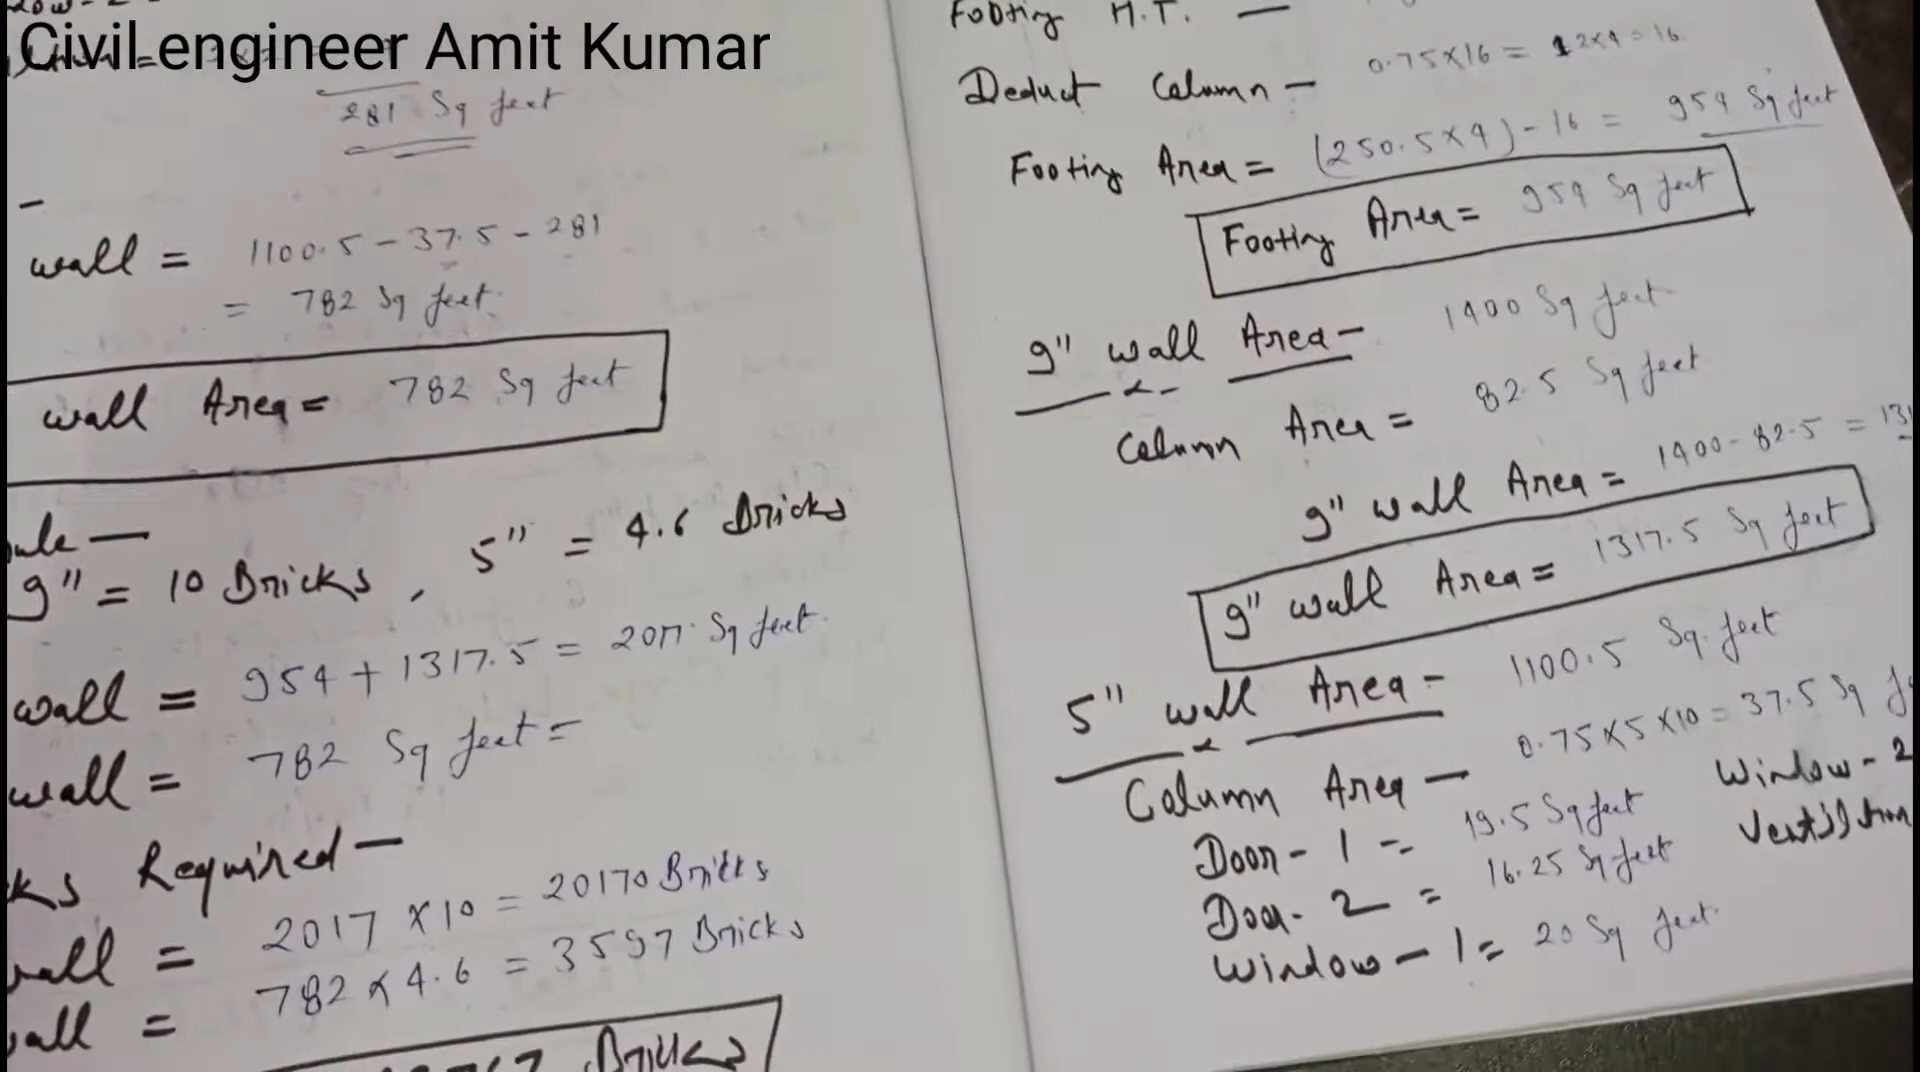 Civil engineer Amit Kumar
281 Sq feet
wall = 1100.5 - 37.5 - 281
= 782 Sq feet.
wall Area = 782 Sq feet
9" = 10 Bricks, 5" = 4.6 Bricks
wall = 954 + 1317.5 = 2017. Sq feet.
wall = 782 Sq feet =
Required -
2017 x 10 = 20170 Bricks
782 x 4.6 = 3597 Bricks
Bricks
Footing H.T. -
Deduct Column - 0.75x16 = 12x4 = 16
Footing Area = (250.5x4) - 16 = 954 Sq feet
Footing Area = 954 Sq feet
9" wall Area - 1400 Sq feet
Column Area = 82.5 Sq feet
9" wall Area = 1400 - 82.5 = 131
9" wall Area = 1317.5 Sq feet
5" wall Area - 1100.5 Sq. feet
Column Area - 0.75x5x10 = 37.5 Sq
Door - 1 = 19.5 Sq feet Window - 2
Door - 2 = 16.25 Sq feet
Window - 1 = 20 Sq feet.